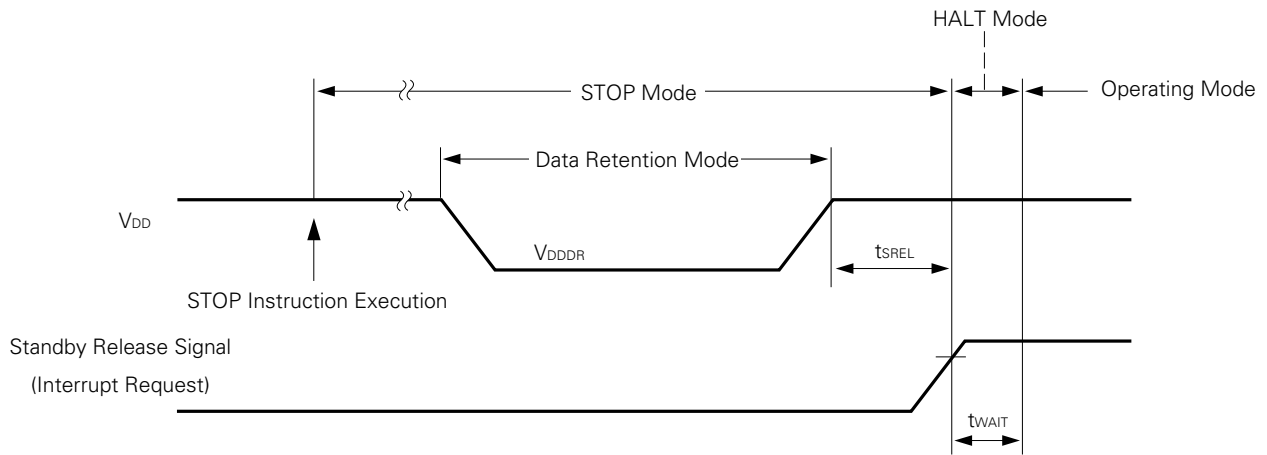 HALT Mode
STOP Mode
Operating Mode
Data Retention Mode
VDD
VDDDR
tSREL
STOP Instruction Execution
Standby Release Signal
(Interrupt Request)
tWAIT